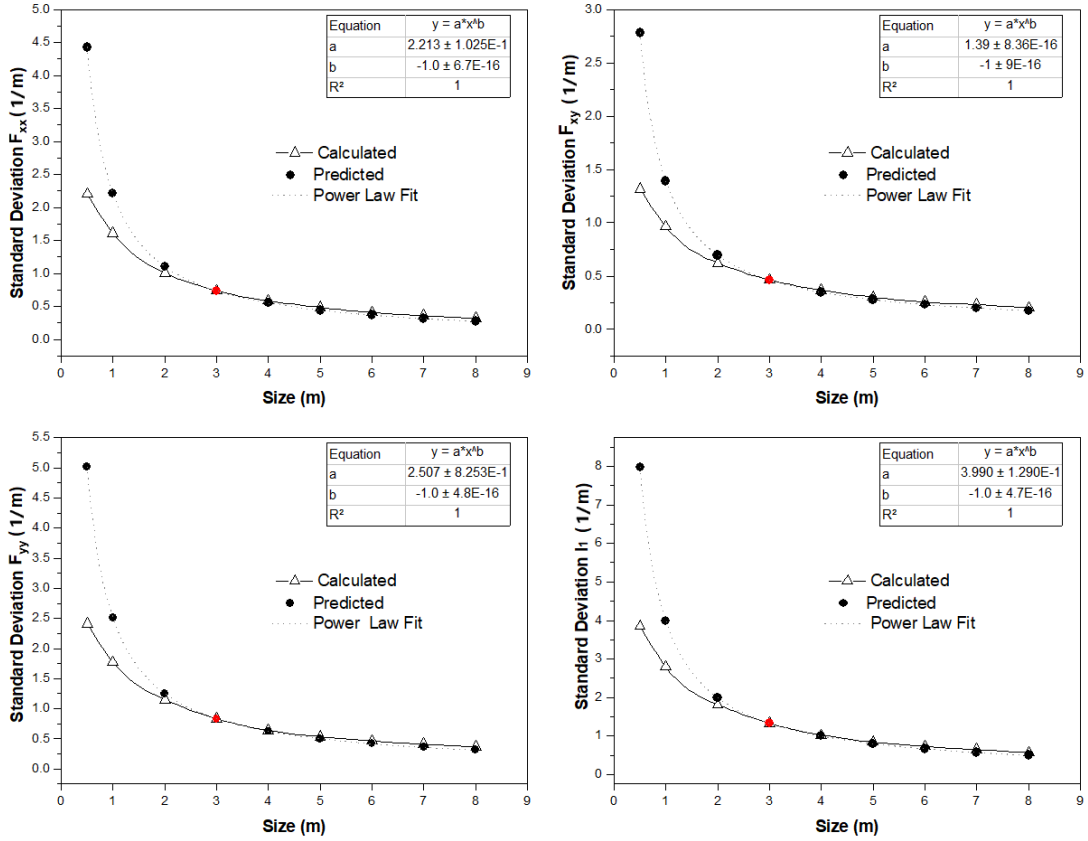 Equation y = a*x^b
a 2.213 ± 1.025E-1
b -1.0 ± 6.7E-16
R² 1
Calculated
Predicted
Power Law Fit
Standard Deviation Fxx (1/m)
5.0
4.5
4.0
3.5
3.0
2.5
2.0
1.5
1.0
0.5
0.0
0 1 2 3 4 5 6 7 8 9
Size (m)
Equation y = a*x^b
a 1.39 ± 8.36E-16
b -1 ± 9E-16
R² 1
Calculated
Predicted
Power Law Fit
Standard Deviation Fxy (1/m)
3.0
2.5
2.0
1.5
1.0
0.5
0.0
0 1 2 3 4 5 6 7 8 9
Size (m)
Equation y = a*x^b
a 2.507 ± 8.253E-1
b -1.0 ± 4.8E-16
R² 1
Calculated
Predicted
Power Law Fit
Standard Deviation Fyy (1/m)
5.5
5.0
4.5
4.0
3.5
3.0
2.5
2.0
1.5
1.0
0.5
0.0
0 1 2 3 4 5 6 7 8 9
Size (m)
Equation y = a*x^b
a 3.990 ± 1.290E-1
b -1.0 ± 4.7E-16
R² 1
Calculated
Predicted
Power Law Fit
Standard Deviation I1 (1/m)
8
7
6
5
4
3
2
1
0
0 1 2 3 4 5 6 7 8 9
Size (m)